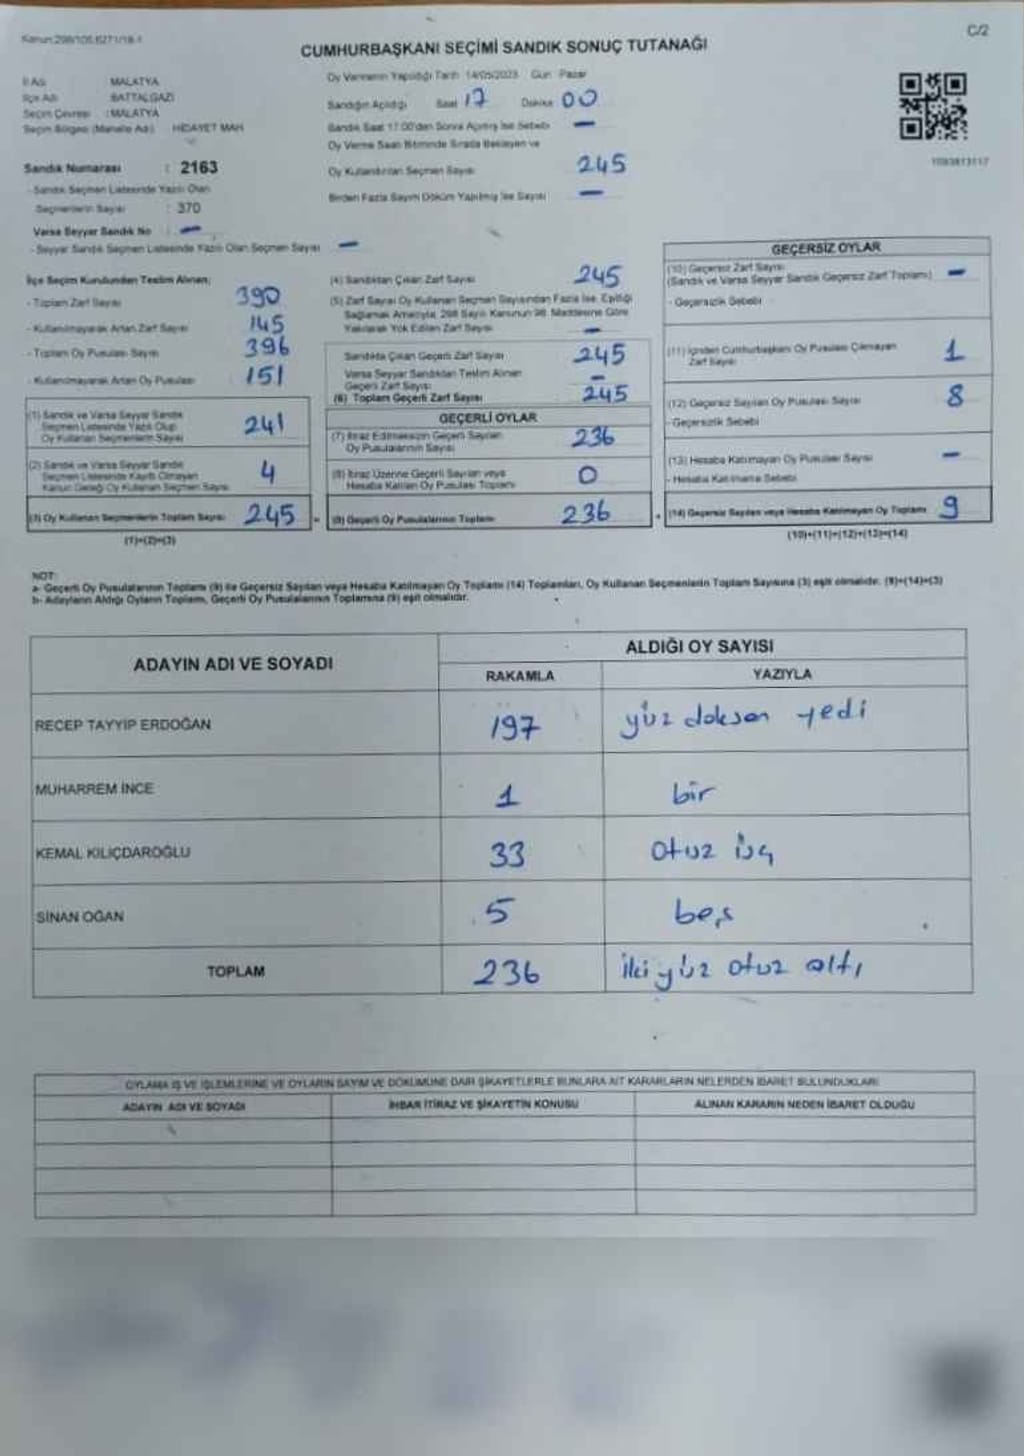 Kanun:298/105,6271/18-1
C/2
CUMHURBAŞKANI SEÇİMİ SANDIK SONUÇ TUTANAĞI
İl Adı : MALATYA
İlçe Adı : BATTALGAZİ
Seçim Çevresi : MALATYA
Seçim Bölgesi (Mahalle Adı) HİDAYET MAH
Sandık Numarası : 2163
- Sandık Seçmen Listesinde Yazılı Olan
Seçmenlerin Sayısı : 370
Varsa Seyyar Sandık No : -
- Seyyar Sandık Seçmen Listesinde Yazılı Olan Seçmen Sayısı -
Oy Vermenin Yapıldığı Tarih 14/05/2023 Gün Pazar
Sandığın Açıldığı Saat 17 Dakika 00
Sandık Saat 17:00'den Sonra Açılmış İse Sebebi -
Oy Verme Saati Bitiminde Sırada Bekleyen ve
Oy Kullandırılan Seçmen Sayısı 245
Birden Fazla Sayım Döküm Yapılmış İse Sayısı -
İlçe Seçim Kurulundan Teslim Alınan;
- Toplam Zarf Sayısı 390
- Kullanılmayarak Artan Zarf Sayısı 145
- Toplam Oy Pusulası Sayısı 396
- Kullanılmayarak Artan Oy Pusulası 151
(1) Sandık ve Varsa Seyyar Sandık
Seçmen Listesinde Yazılı Olup
Oy Kullanan Seçmenlerin Sayısı 241
(2) Sandık ve Varsa Seyyar Sandık
Seçmen Listesinde Kayıtlı Olmayan
Kanun Gereği Oy Kullanan Seçmen Sayısı 4
(3) Oy Kullanan Seçmenlerin Toplam Sayısı 245
(1)+(2)=(3)
(4) Sandıktan Çıkan Zarf Sayısı 245
(5) Zarf Sayısı Oy Kullanan Seçmen Sayısından Fazla İse, Eşitliği
Sağlamak Amacıyla, 298 Sayılı Kanunun 98. Maddesine Göre
Yakılarak Yok Edilen Zarf Sayısı -
Sandıkta Çıkan Geçerli Zarf Sayısı 245
Varsa Seyyar Sandıktan Teslim Alınan
Geçerli Zarf Sayısı -
(6) Toplam Geçerli Zarf Sayısı 245
GEÇERLİ OYLAR
(7) İtiraz Edilmeksizin Geçerli Sayılan
Oy Pusulasının Sayısı 236
(8) İtiraz Üzerine Geçerli Sayılan veya
Hesaba Katılan Oy Pusulası Toplamı 0
(9) Geçerli Oy Pusulalarının Toplamı 236
GEÇERSİZ OYLAR
(10) Geçersiz Zarf Sayısı
(Sandık ve Varsa Seyyar Sandık Geçersiz Zarf Toplamı) -
- Geçersizlik Sebebi
(11) İçinden Cumhurbaşkanı Oy Pusulası Çıkmayan
Zarf Sayısı 1
(12) Geçersiz Sayılan Oy Pusulası Sayısı 8
- Geçersizlik Sebebi
(13) Hesaba Katılmayan Oy Pusulası Sayısı -
- Hesaba Katılmama Sebebi
(14) Geçersiz Sayılan veya Hesaba Katılmayan Oy Toplamı 9
(10)+(11)+(12)+(13)=(14)
NOT:
a- Geçerli Oy Pusulalarının Toplamı (9) ile Geçersiz Sayılan veya Hesaba Katılmayan Oy Toplamı (14) Toplamları, Oy Kullanan Seçmenlerin Toplam Sayısına (3) eşit olmalıdır. (9)+(14)=(3)
b- Adayların Aldığı Oyların Toplamı, Geçerli Oy Pusulalarının Toplamına (9) eşit olmalıdır.
ADAYIN ADI VE SOYADI ALDIĞI OY SAYISI
RAKAMLA YAZIYLA
RECEP TAYYİP ERDOĞAN 197 yüz doksan yedi
MUHARREM İNCE 1 bir
KEMAL KILIÇDAROĞLU 33 otuz üç
SİNAN OĞAN 5 beş
TOPLAM 236 iki yüz otuz altı
OYLAMA İŞ VE İŞLEMLERİNE VE OYLARIN SAYIM VE DÖKÜMÜNE DAİR ŞİKAYETLERLE BUNLARA AİT KARARLARIN NELERDEN İBARET BULUNDUKLARI
ADAYIN ADI VE SOYADI İHBAR İTİRAZ VE ŞİKAYETİN KONUSU ALINAN KARARIN NEDEN İBARET OLDUĞU